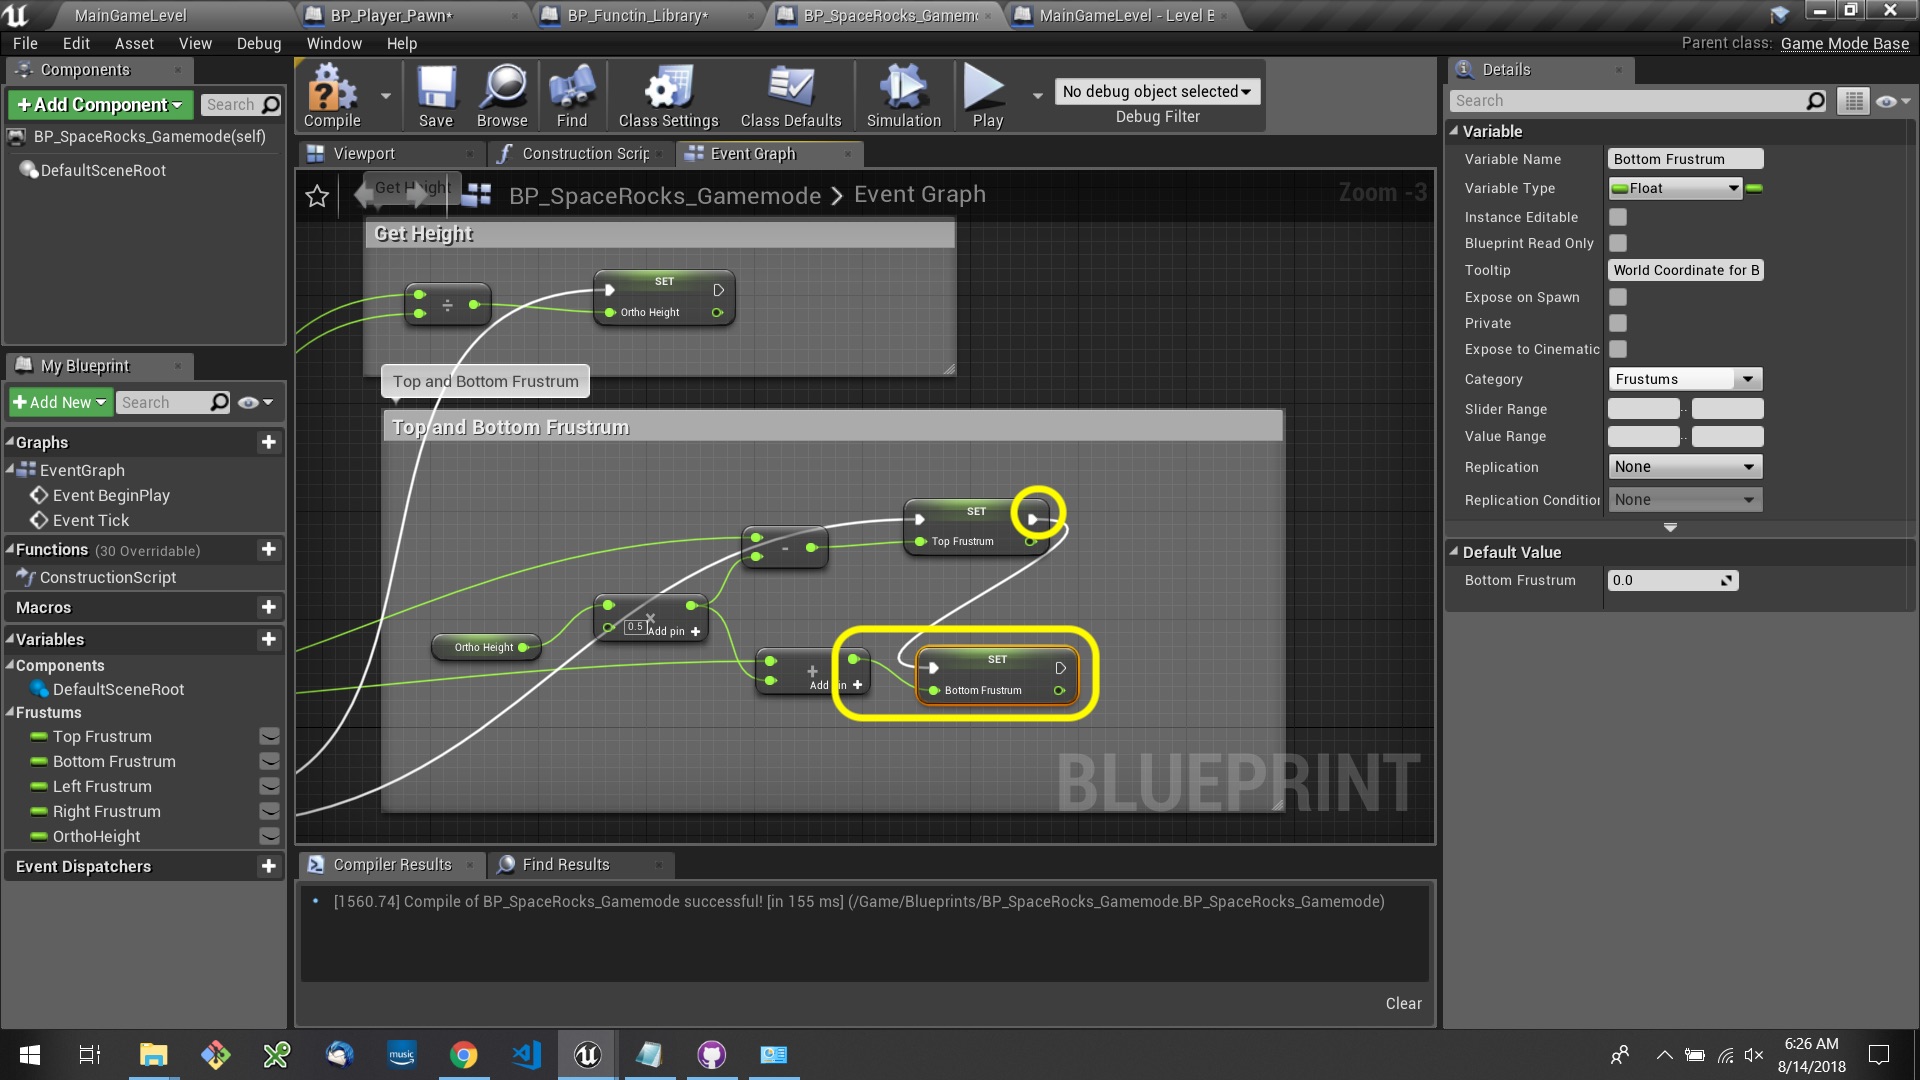 MainGameLevel
BP_Player_Pawn*
BP_Functin_Library*
BP_SpaceRocks_Gamem
MainGameLevel - Level B
File Edit Asset View Debug Window Help
Parent class: Game Mode Base
Components
+Add Component
Search
BP_SpaceRocks_Gamemode(self)
DefaultSceneRoot
Compile
Save
Browse
Find
Class Settings
Class Defaults
Simulation
Play
No debug object selected
Debug Filter
Viewport
Construction Scrip
Event Graph
Get Height
BP_SpaceRocks_Gamemode > Event Graph
Zoom -3
Get Height
÷
SET
Ortho Height
Top and Bottom Frustrum
Top and Bottom Frustrum
SET
Top Frustrum
-
×
0.5
Add pin +
Ortho Height
+
Add pin +
SET
Bottom Frustrum
BLUEPRINT
My Blueprint
+Add New
Search
Graphs
EventGraph
Event BeginPlay
Event Tick
Functions (30 Overridable)
ConstructionScript
Macros
Variables
Components
DefaultSceneRoot
Frustums
Top Frustrum
Bottom Frustrum
Left Frustrum
Right Frustrum
OrthoHeight
Event Dispatchers
Compiler Results
Find Results
[1560.74] Compile of BP_SpaceRocks_Gamemode successful! [in 155 ms] (/Game/Blueprints/BP_SpaceRocks_Gamemode.BP_SpaceRocks_Gamemode)
Clear
Details
Search
Variable
Variable Name Bottom Frustrum
Variable Type Float
Instance Editable
Blueprint Read Only
Tooltip World Coordinate for B
Expose on Spawn
Private
Expose to Cinematic
Category Frustums
Slider Range ..
Value Range ..
Replication None
Replication Condition None
Default Value
Bottom Frustrum 0.0
music
6:26 AM
8/14/2018